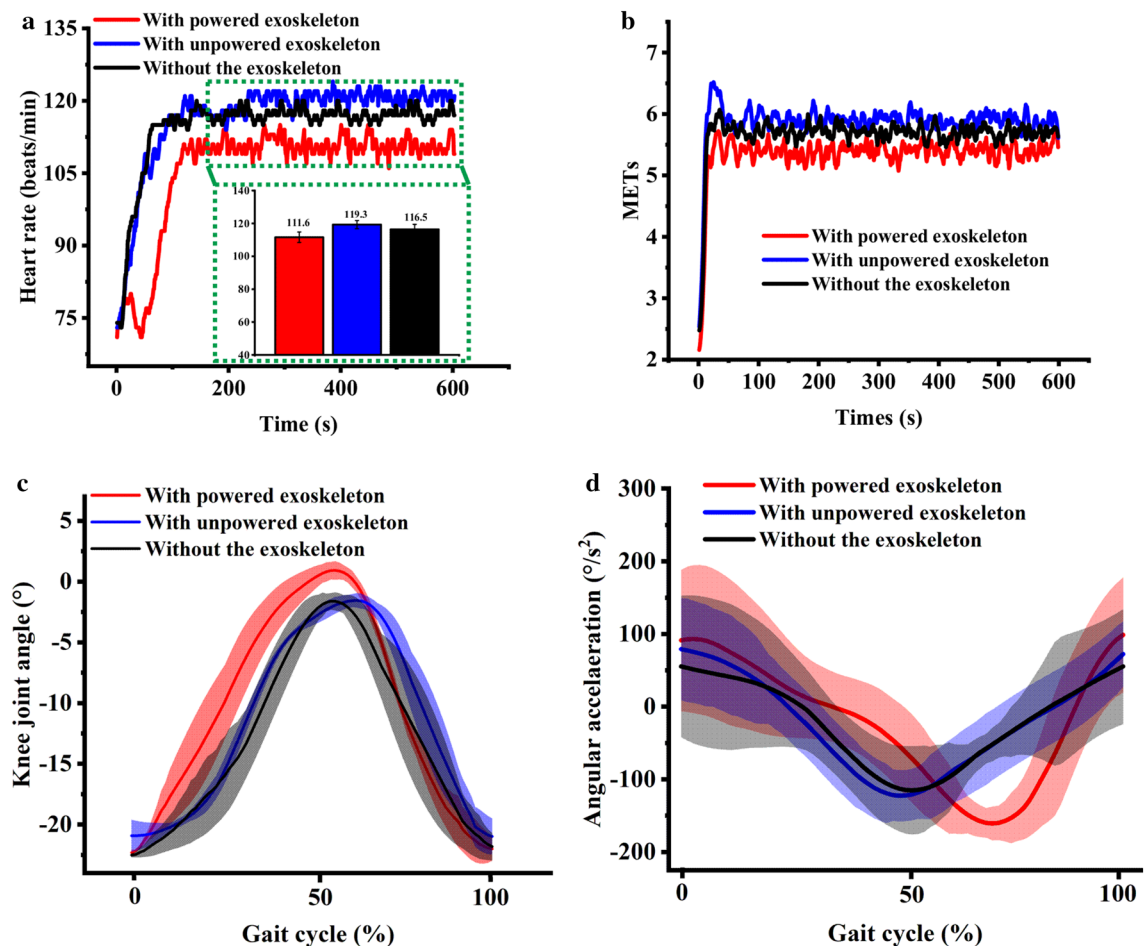 a
With powered exoskeleton
With unpowered exoskeleton
Without the exoskeleton
Heart rate (beats/min)
135
120
105
90
75
0
200
400
600
Time (s)
140
120
100
80
60
40
111.6
119.3
116.5
b
METs
7
6
5
4
3
2
With powered exoskeleton
With unpowered exoskeleton
Without the exoskeleton
0
100
200
300
400
500
600
Times (s)
c
With powered exoskeleton
With unpowered exoskeleton
Without the exoskeleton
Knee joint angle (°)
5
0
-5
-10
-15
-20
0
50
100
Gait cycle (%)
d
With powered exoskeleton
With unpowered exoskeleton
Without the exoskeleton
Angular accelaeration (°/s²)
300
200
100
0
-100
-200
0
50
100
Gait cycle (%)